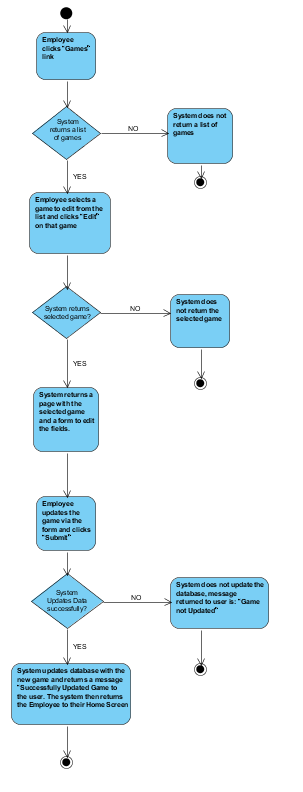 Employee
clicks "Games"
link
System
returns a list
of games
NO
System does not
return a list of
games
YES
Employee selects a
game to edit from the
list and clicks "Edit"
on that game
System returns
selected game?
NO
System does
not return the
selected game
YES
System returns a
page with the
selected game
and a form to edit
the fields.
Employee
updates the
game via the
form and clicks
"Submit"
System
Updates Data
successfully?
NO
System does not update the
database, message
returned to user is: "Game
not Updated"
YES
System updates database with the
new game and returns a message
"Successfully Updated Game to
the user. The system then returns
the Employee to their Home Screen